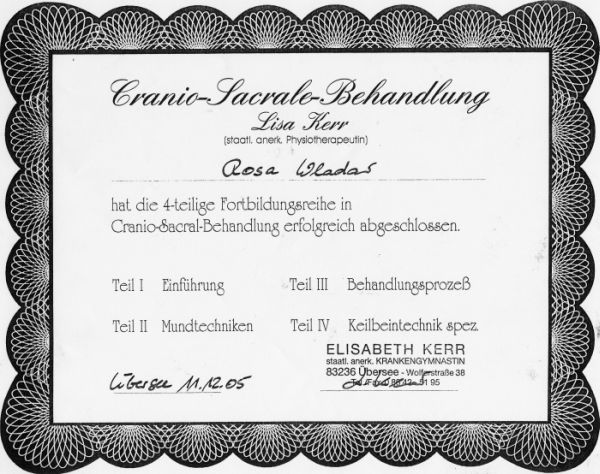 Cranio-Sacrale-Behandlung
Lisa Kerr
(staatl. anerk. Physiotherapeutin)
Rosa Wladar
hat die 4-teilige Fortbildungsreihe in
Cranio-Sacral-Behandlung erfolgreich abgeschlossen.
Teil I Einführung Teil III Behandlungsprozeß
Teil II Mundtechniken Teil IV Keilbeintechnik spez.
ELISABETH KERR
staatl. anerk. KRANKENGYMNASTIN
83236 Übersee - Wolferstraße 38
Übersee 11.12.05